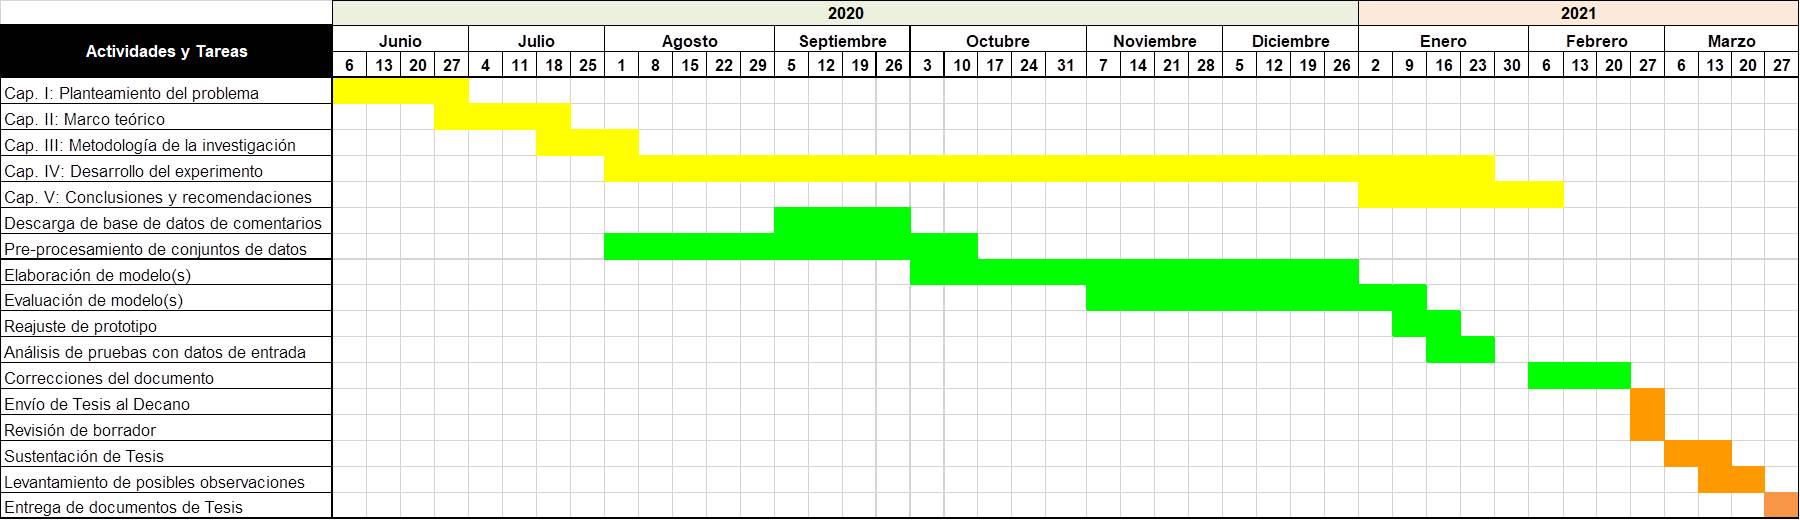 2020 2021
Actividades y Tareas
Junio Julio Agosto Septiembre Octubre Noviembre Diciembre Enero Febrero Marzo
6 13 20 27 4 11 18 25 1 8 15 22 29 5 12 19 26 3 10 17 24 31 7 14 21 28 5 12 19 26 2 9 16 23 30 6 13 20 27 6 13 20 27
Cap. I: Planteamiento del problema
Cap. II: Marco teórico
Cap. III: Metodología de la investigación
Cap. IV: Desarrollo del experimento
Cap. V: Conclusiones y recomendaciones
Descarga de base de datos de comentarios
Pre-procesamiento de conjuntos de datos
Elaboración de modelo(s)
Evaluación de modelo(s)
Reajuste de prototipo
Análisis de pruebas con datos de entrada
Correcciones del documento
Envío de Tesis al Decano
Revisión de borrador
Sustentación de Tesis
Levantamiento de posibles observaciones
Entrega de documentos de Tesis